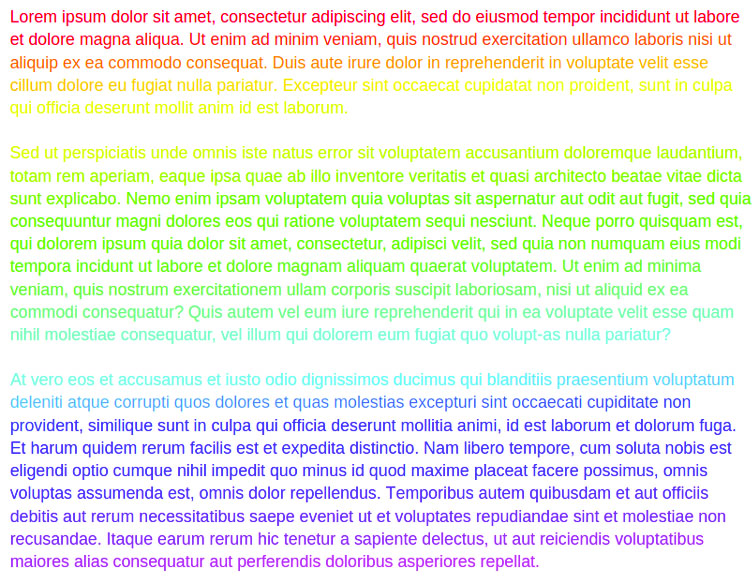 Lorem ipsum dolor sit amet, consectetur adipiscing elit, sed do eiusmod tempor incididunt ut labore
et dolore magna aliqua. Ut enim ad minim veniam, quis nostrud exercitation ullamco laboris nisi ut
aliquip ex ea commodo consequat. Duis aute irure dolor in reprehenderit in voluptate velit esse
cillum dolore eu fugiat nulla pariatur. Excepteur sint occaecat cupidatat non proident, sunt in culpa
qui officia deserunt mollit anim id est laborum.

Sed ut perspiciatis unde omnis iste natus error sit voluptatem accusantium doloremque laudantium,
totam rem aperiam, eaque ipsa quae ab illo inventore veritatis et quasi architecto beatae vitae dicta
sunt explicabo. Nemo enim ipsam voluptatem quia voluptas sit aspernatur aut odit aut fugit, sed quia
consequuntur magni dolores eos qui ratione voluptatem sequi nesciunt. Neque porro quisquam est,
qui dolorem ipsum quia dolor sit amet, consectetur, adipisci velit, sed quia non numquam eius modi
tempora incidunt ut labore et dolore magnam aliquam quaerat voluptatem. Ut enim ad minima
veniam, quis nostrum exercitationem ullam corporis suscipit laboriosam, nisi ut aliquid ex ea
commodi consequatur? Quis autem vel eum iure reprehenderit qui in ea voluptate velit esse quam
nihil molestiae consequatur, vel illum qui dolorem eum fugiat quo volupt-as nulla pariatur?

At vero eos et accusamus et iusto odio dignissimos ducimus qui blanditiis praesentium voluptatum
deleniti atque corrupti quos dolores et quas molestias excepturi sint occaecati cupiditate non
provident, similique sunt in culpa qui officia deserunt mollitia animi, id est laborum et dolorum fuga.
Et harum quidem rerum facilis est et expedita distinctio. Nam libero tempore, cum soluta nobis est
eligendi optio cumque nihil impedit quo minus id quod maxime placeat facere possimus, omnis
voluptas assumenda est, omnis dolor repellendus. Temporibus autem quibusdam et aut officiis
debitis aut rerum necessitatibus saepe eveniet ut et voluptates repudiandae sint et molestiae non
recusandae. Itaque earum rerum hic tenetur a sapiente delectus, ut aut reiciendis voluptatibus
maiores alias consequatur aut perferendis doloribus asperiores repellat.